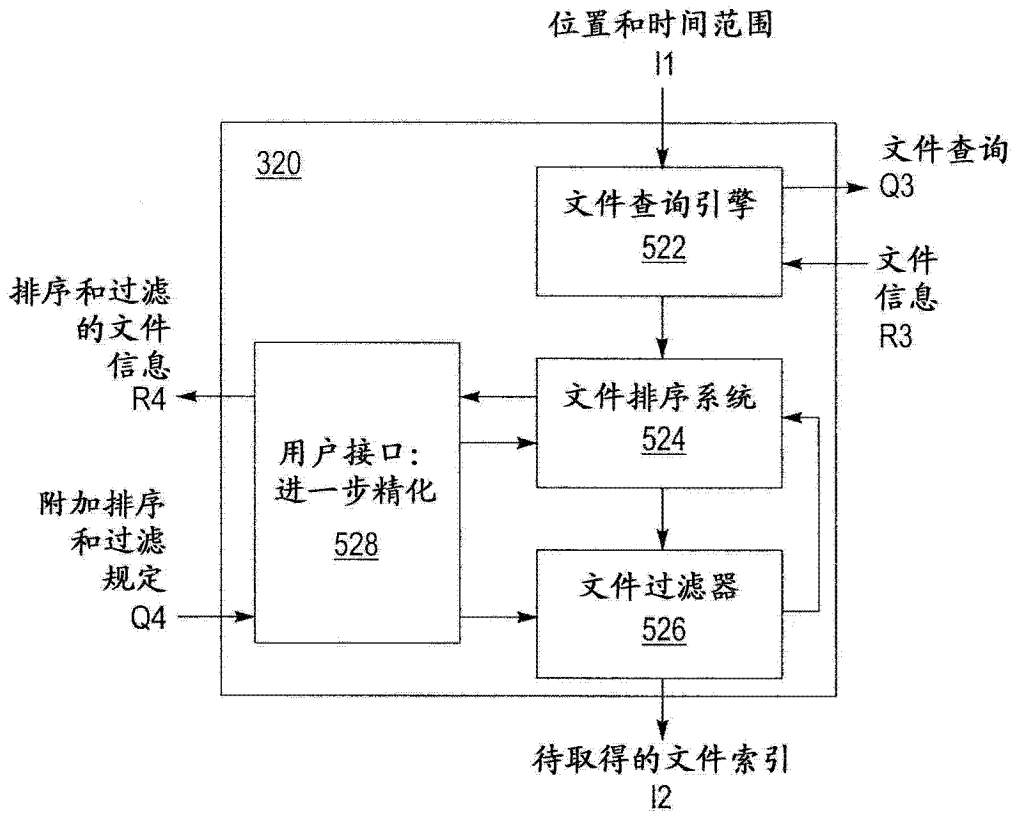 位置和时间范围
I1
320
文件查询
Q3
文件查询引擎
522
文件
信息
R3
排序和过滤
的文件
信息
R4
文件排序系统
524
用户接口:
进一步精化
528
附加排序
和过滤
规定
Q4
文件过滤器
526
待取得的文件索引
I2